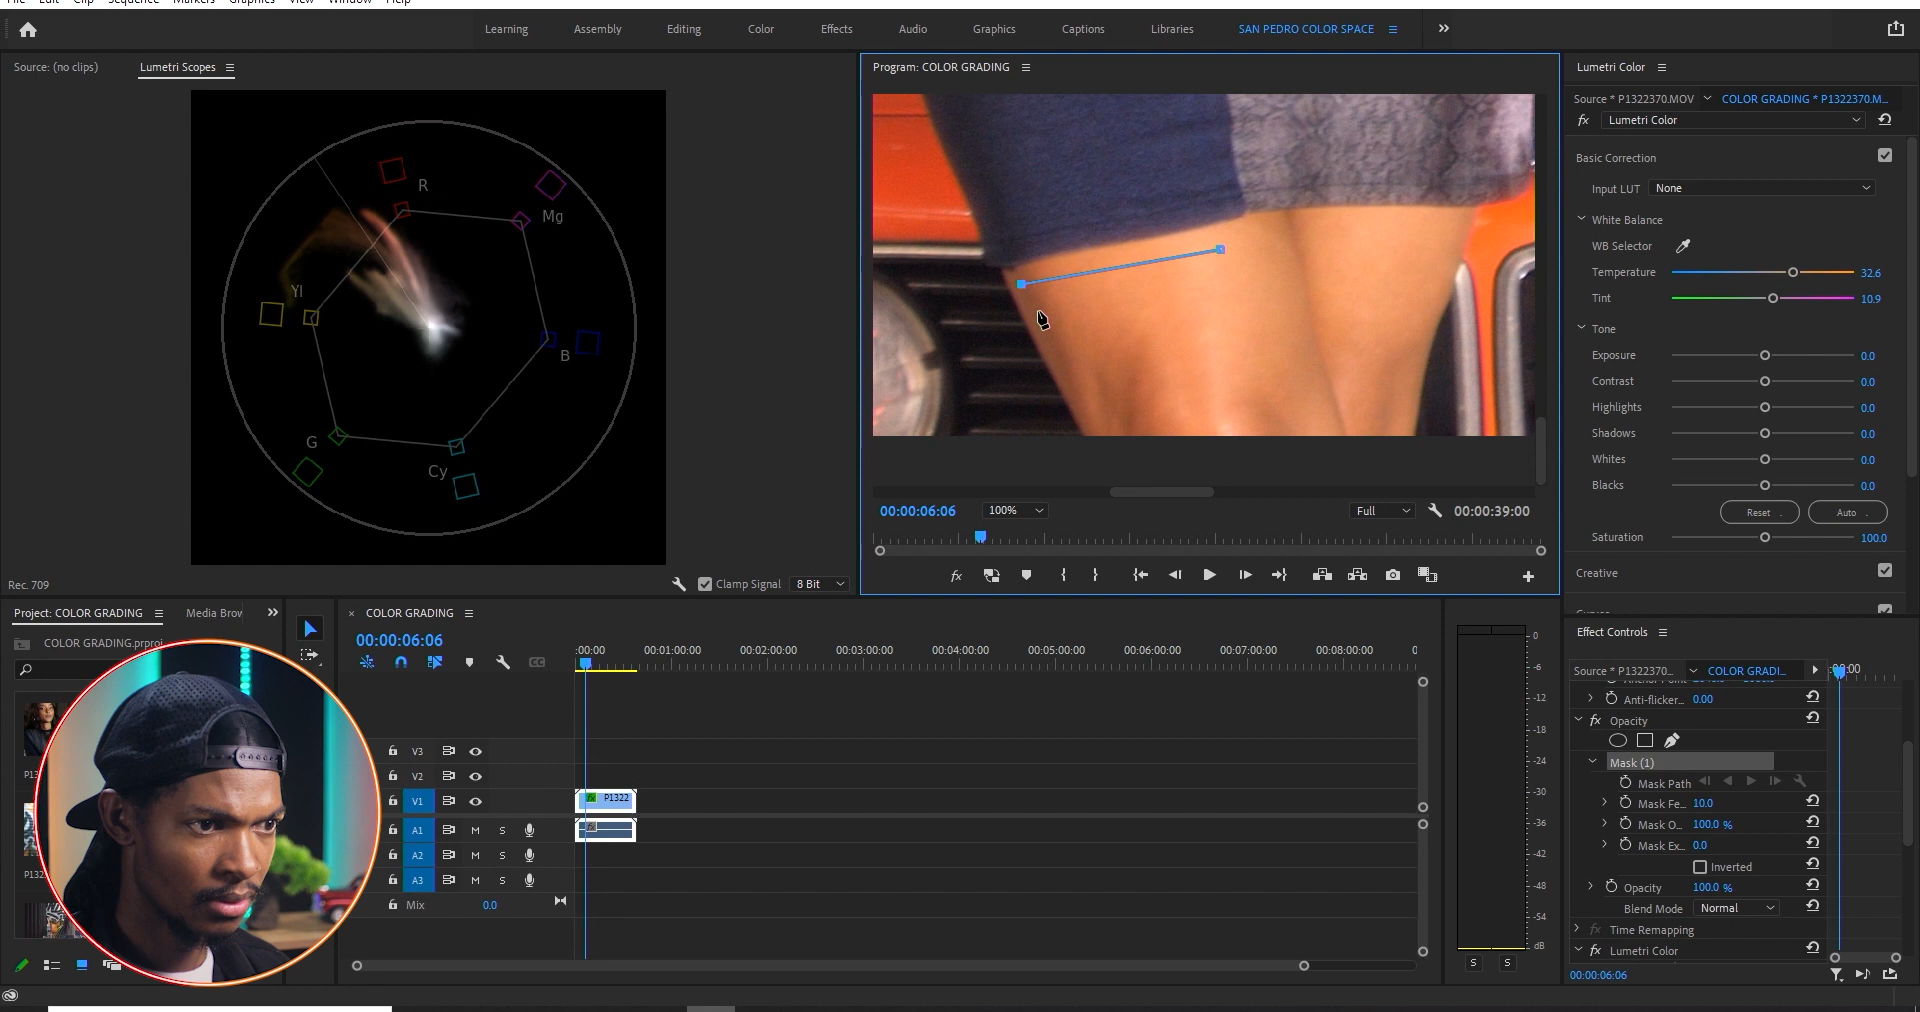 File Edit Clip Sequence Markers Graphics View Window Help
Learning Assembly Editing Color Effects Audio Graphics Captions Libraries SAN PEDRO COLOR SPACE
Source: (no clips) Lumetri Scopes
R
Mg
Yl
B
G
Cy
Rec. 709 Clamp Signal 8 Bit
Program: COLOR GRADING
00:00:06:06 100% Full 00:00:39:00
Lumetri Color
Source * P1322370.MOV COLOR GRADING * P1322370.M...
fx Lumetri Color
Basic Correction
Input LUT None
White Balance
WB Selector
Temperature 32.6
Tint 10.9
Tone
Exposure 0.0
Contrast 0.0
Highlights 0.0
Shadows 0.0
Whites 0.0
Blacks 0.0
Reset Auto
Saturation 100.0
Creative
Curves
Project: COLOR GRADING Media Brow
COLOR GRADING.prproj
P13
P132
COLOR GRADING
00:00:06:06
:00:00 00:01:00:00 00:02:00:00 00:03:00:00 00:04:00:00 00:05:00:00 00:06:00:00 00:07:00:00 00:08:00:00 0
V3
V2
V1 fx P1322
A1 M S fx
A2 M S
A3 M S
Mix 0.0
0
-6
-12
-18
-24
-30
-36
-42
-48
-54
dB
S S
Effect Controls
Source * P1322370... COLOR GRADI... :00:00
Anchor Point
Anti-flicker... 0.00
fx Opacity
Mask (1)
Mask Path
Mask Fe... 10.0
Mask O... 100.0 %
Mask Ex... 0.0
Inverted
Opacity 100.0 %
Blend Mode Normal
fx Time Remapping
fx Lumetri Color
00:00:06:06